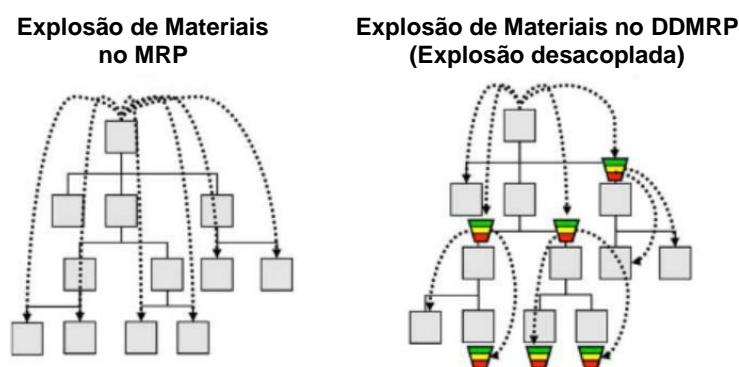 Explosão de Materiais
no MRP
Explosão de Materiais no DDMRP
(Explosão desacoplada)